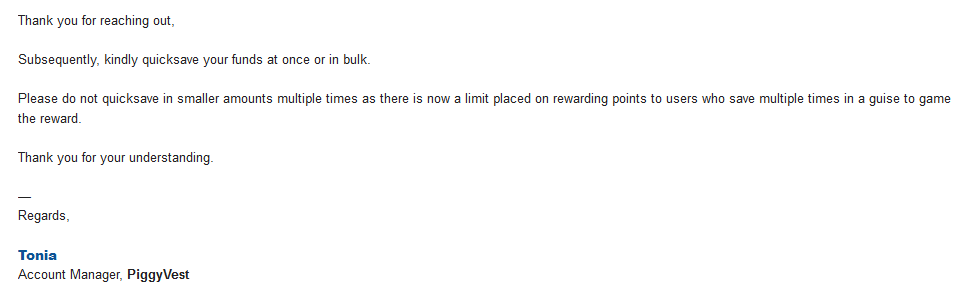 Thank you for reaching out,
Subsequently, kindly quicksave your funds at once or in bulk.
Please do not quicksave in smaller amounts multiple times as there is now a limit placed on rewarding points to users who save multiple times in a guise to game
the reward.
Thank you for your understanding.
—
Regards,
Tonia
Account Manager, PiggyVest